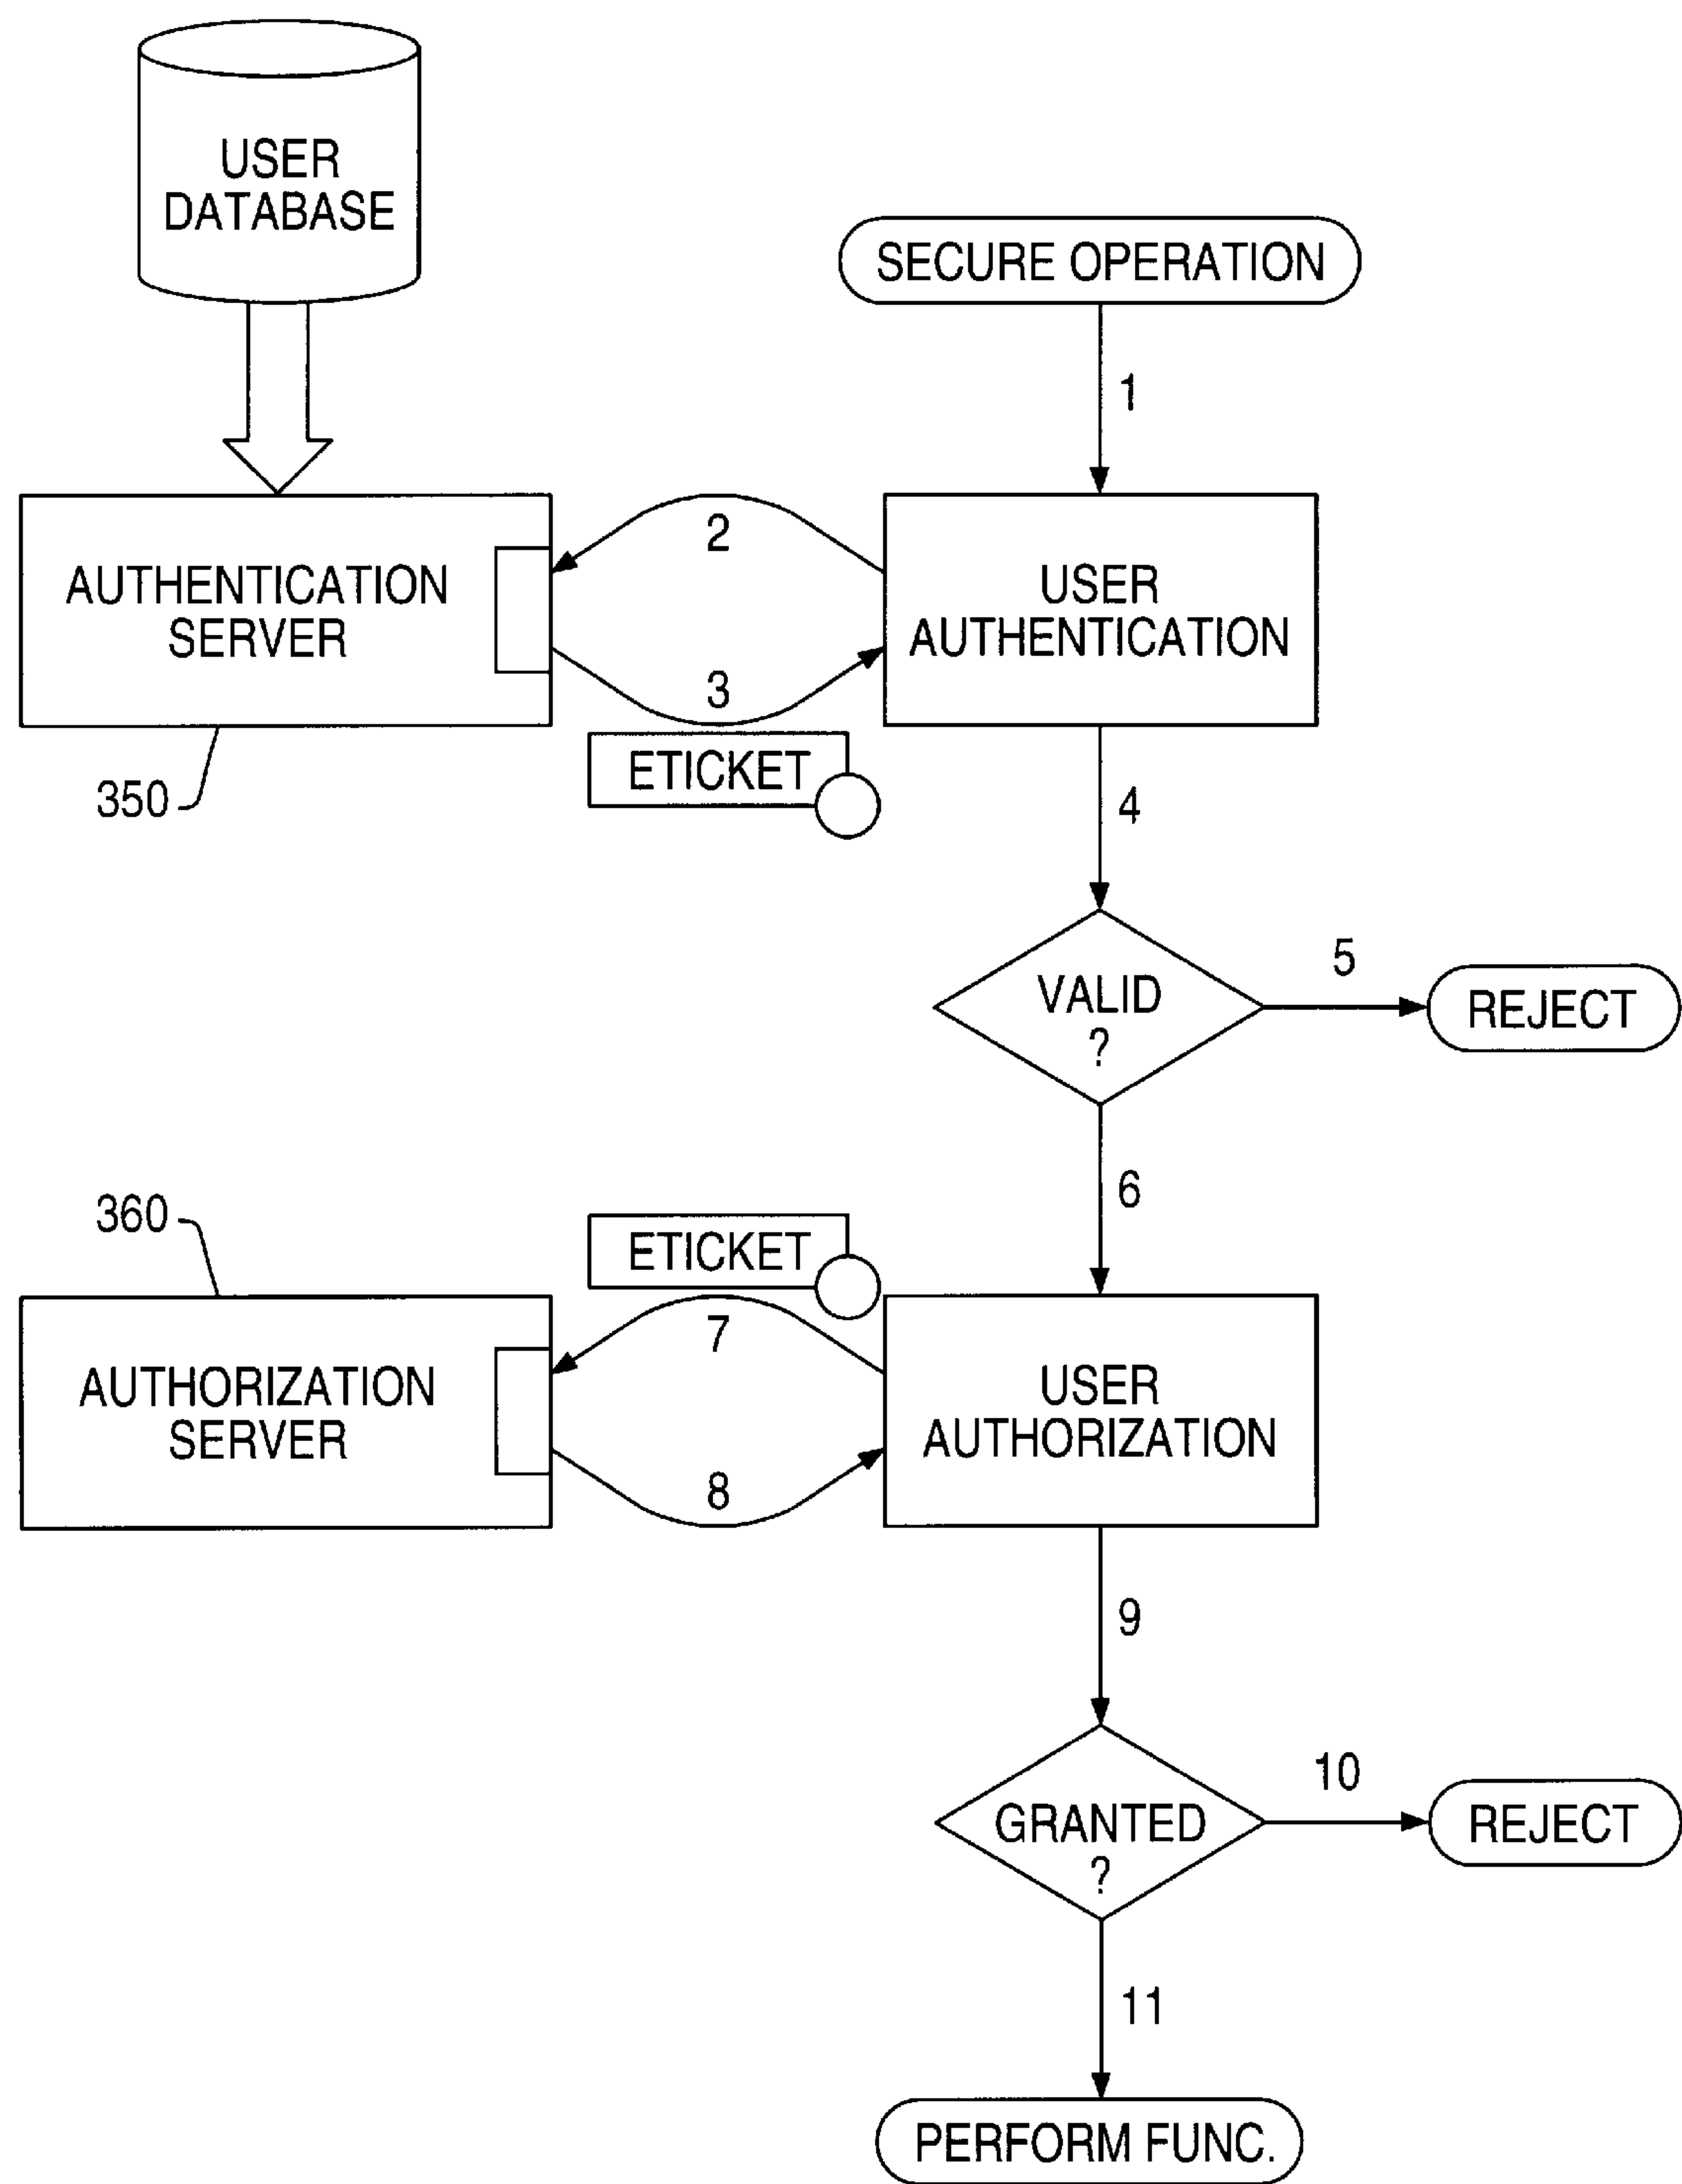 USER
DATABASE
SECURE OPERATION
1
AUTHENTICATION
SERVER
2
3
USER
AUTHENTICATION
ETICKET
350
4
VALID
?
5
REJECT
6
360
ETICKET
AUTHORIZATION
SERVER
7
8
USER
AUTHORIZATION
9
GRANTED
?
10
REJECT
11
PERFORM FUNC.